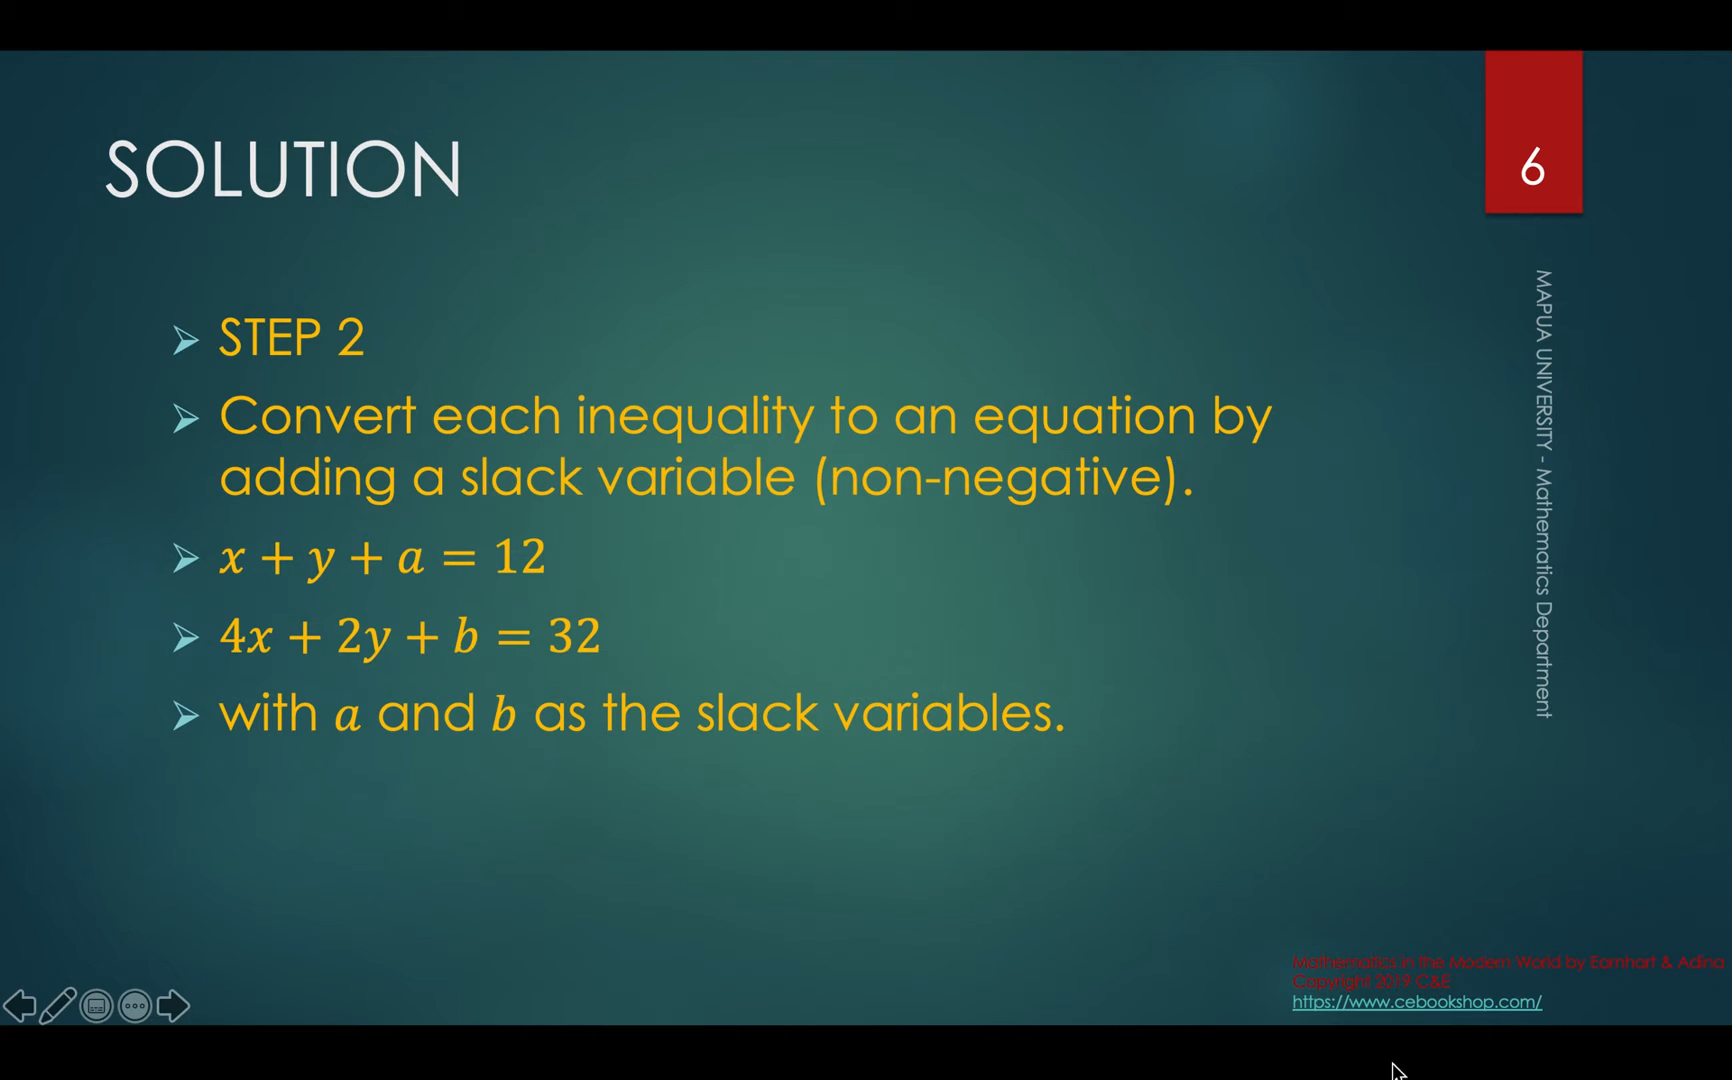 SOLUTION
6
STEP 2
Convert each inequality to an equation by
adding a slack variable (non-negative).
x + y + a = 12
4x + 2y + b = 32
with a and b as the slack variables.
MAPUA UNIVERSITY - Mathematics Department
Mathematics in the Modern World by Earnhart & Adina
Copyright 2019 C&E
https://www.cebookshop.com/